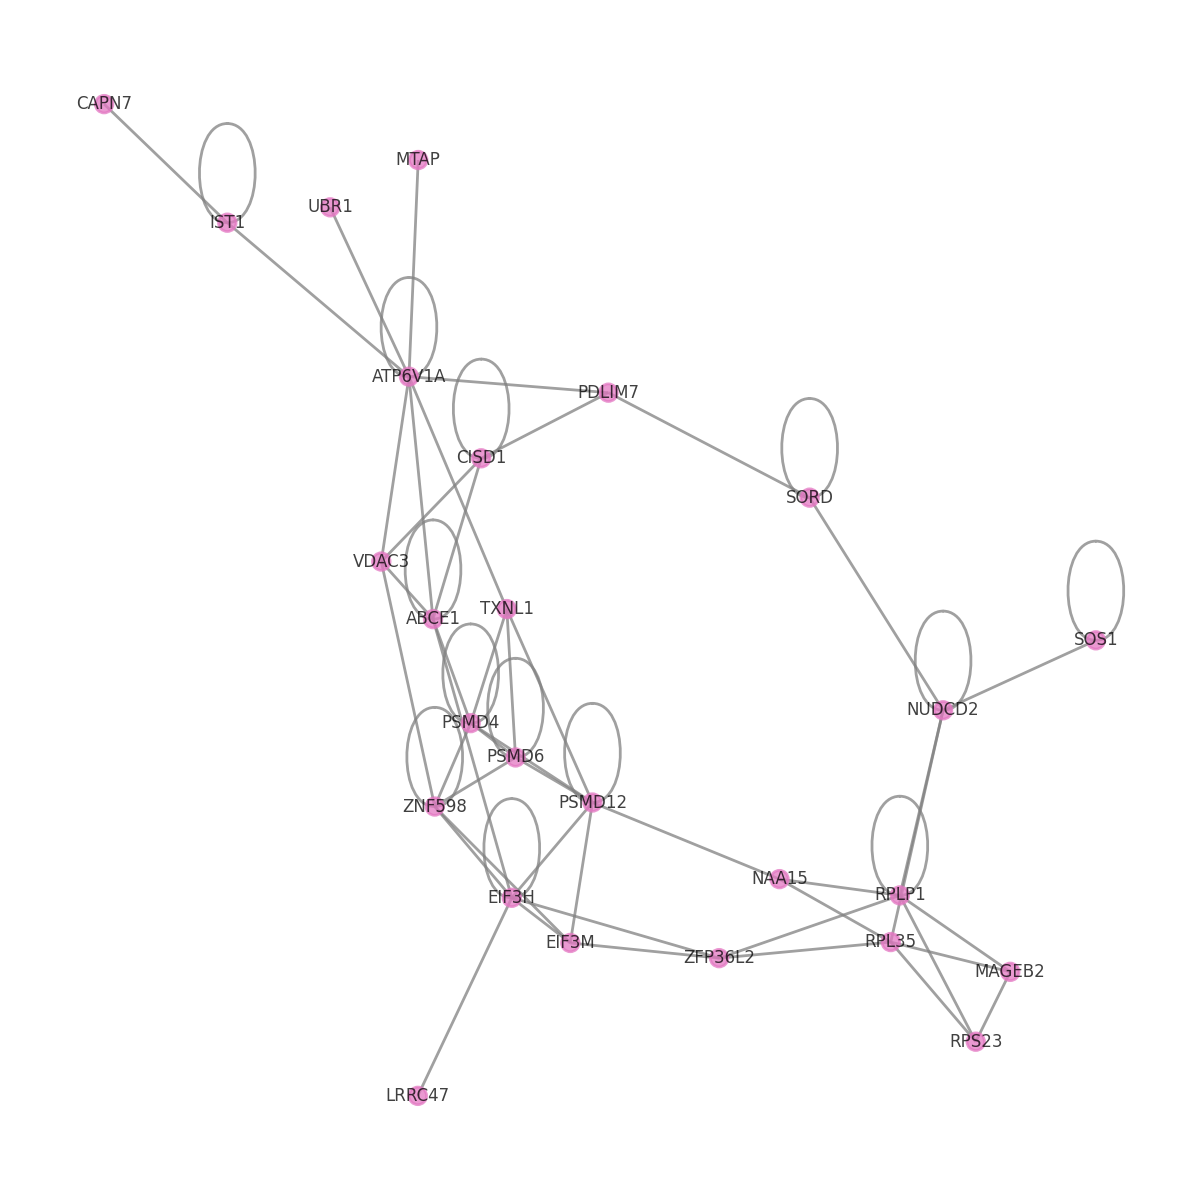 CAPN7
MTAP
UBR1
IST1
ATP6V1A
PDLIM7
CISD1
SORD
VDAC3
TXNL1
ABCE1
SOS1
NUDCD2
PSMD4
PSMD6
PSMD12
ZNF598
NAA15
RPLP1
EIF3H
EIF3M
RPL35
ZFP36L2
MAGEB2
RPS23
LRRC47